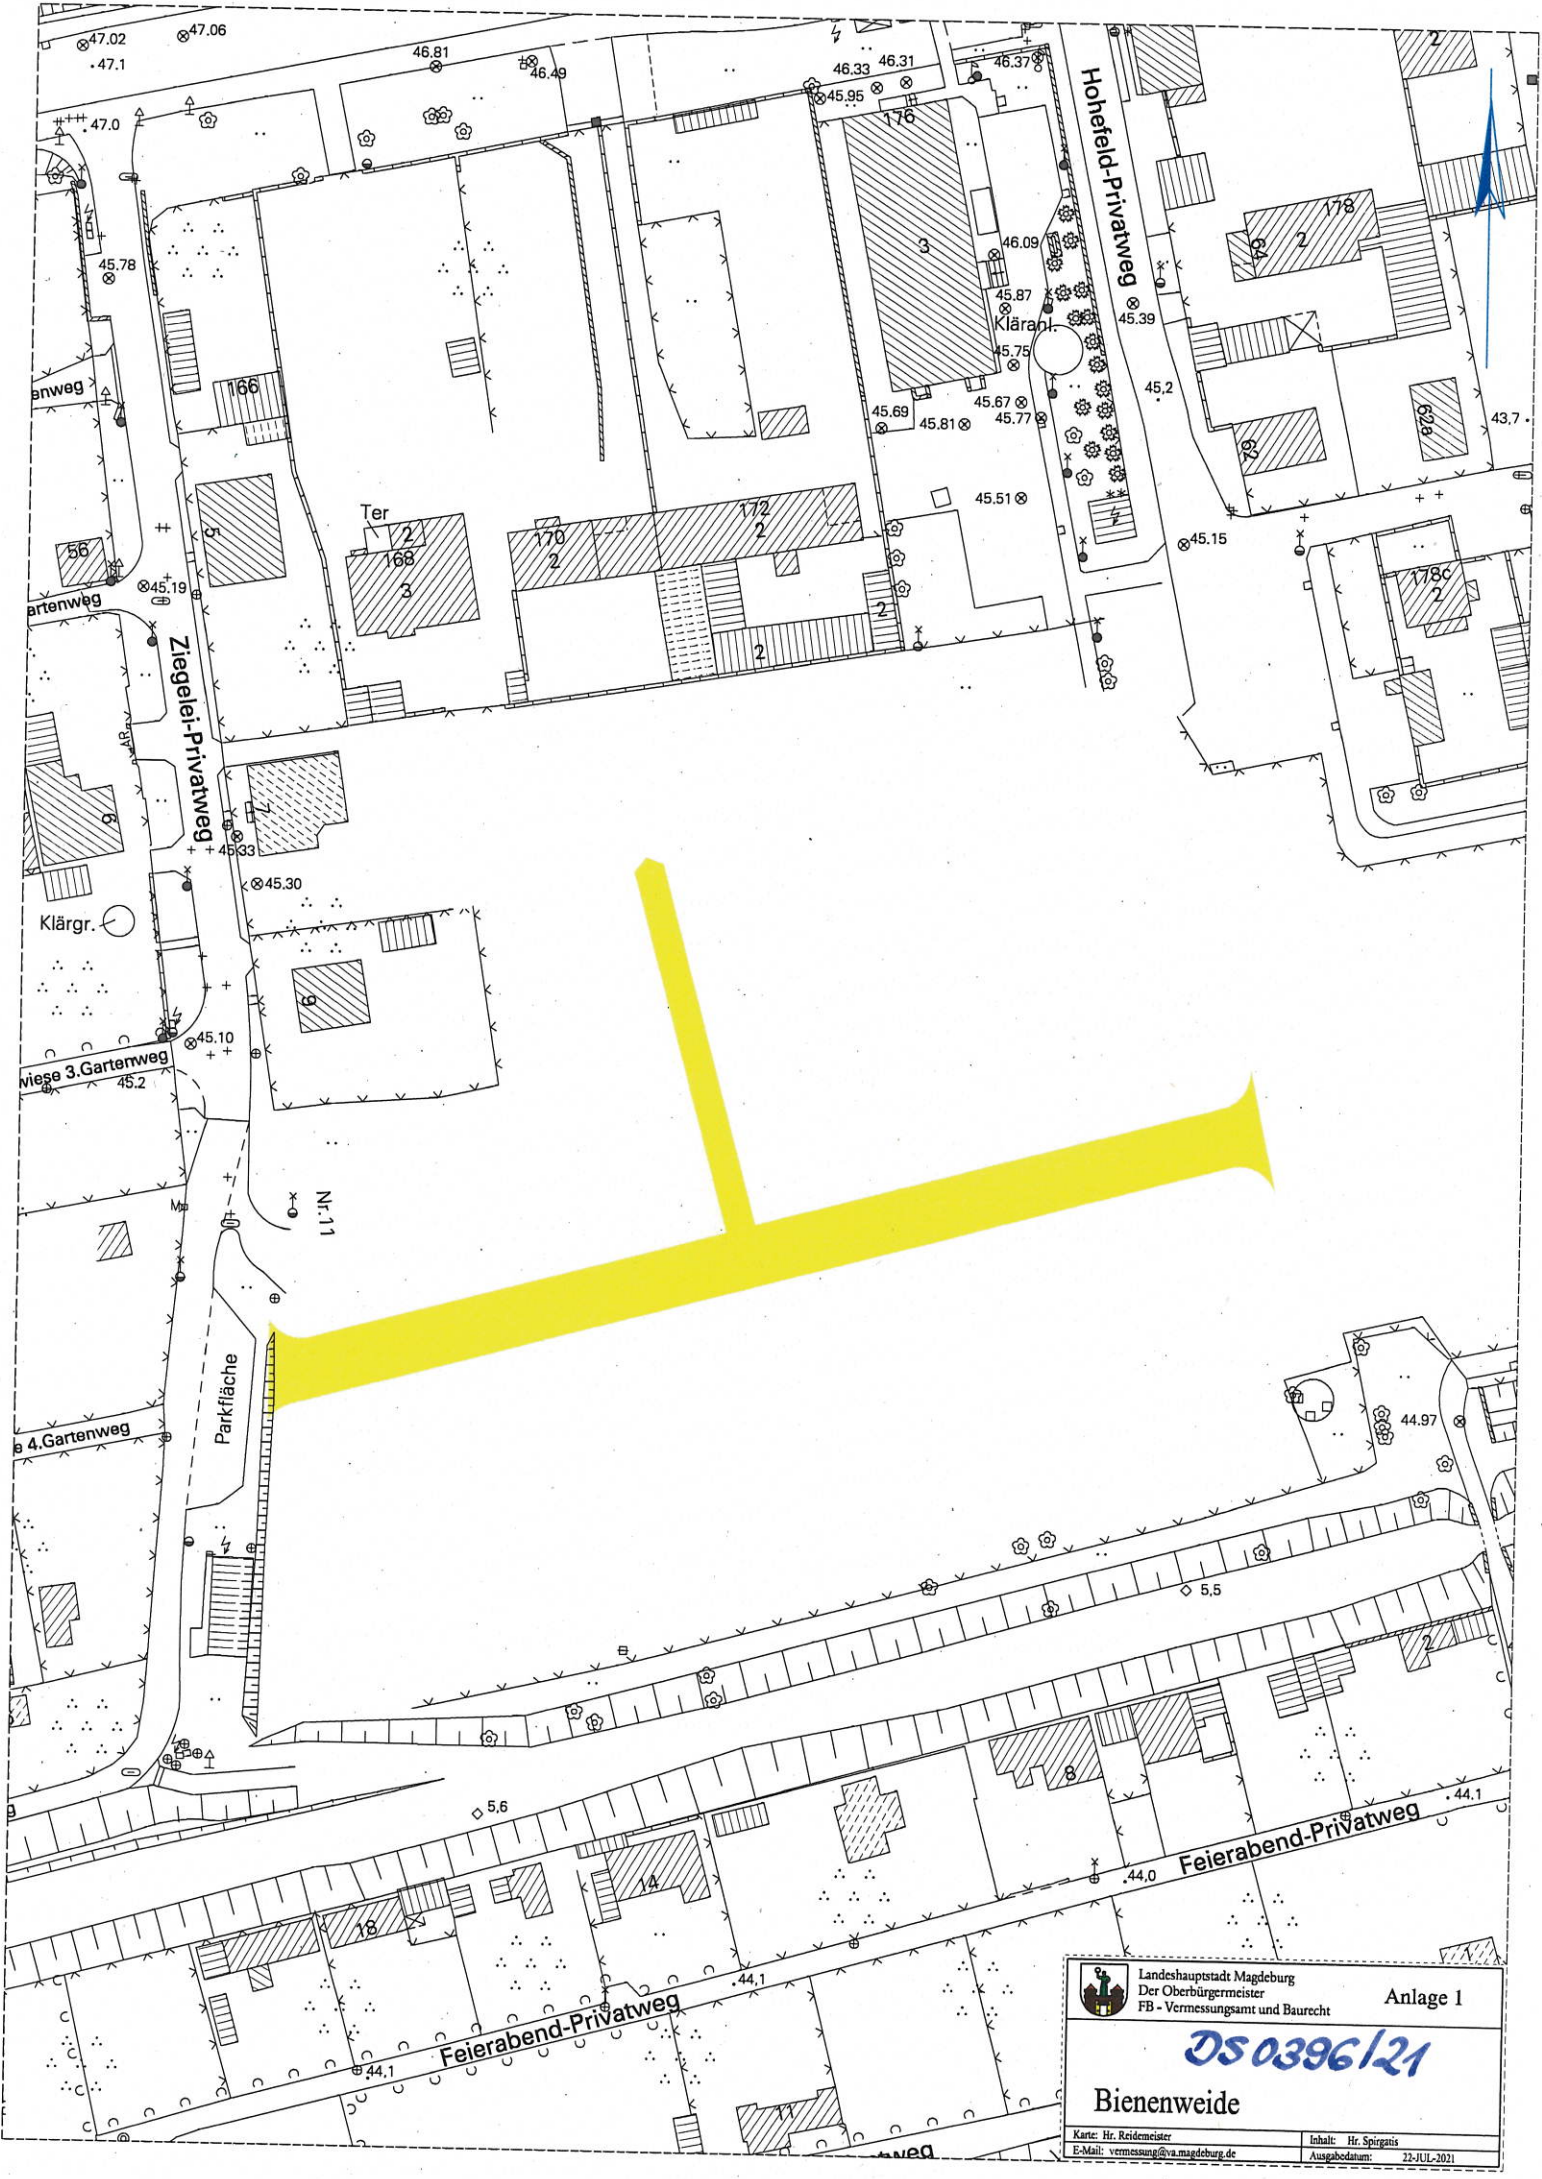 47.02
47.06
47.1
46.81
46.49
46.33
46.31
46.37
45.95
2
47.0
176
Hohefeld-Privatweg
178
2
64
3
46.09
45.78
45.87
45.39
Kläranl.
45.75
enweg
166
45,2
45.67
45.69
45.81
45.77
62
62a
43,7
45.51
Ter
2
168
3
170
2
172
2
5
56
45.15
45.19
178c
2
artenweg
2
2
Ziegelei-Privatweg
AR
7
6
45.33
45.30
Klärgr.
9
45.10
wiese 3.Gartenweg
45.2
Nr.11
M
Parkfläche
e 4.Gartenweg
44.97
5,5
2
5,6
8
44,1
Feierabend-Privatweg
44,0
14
18
44,1
Feierabend-Privatweg
44,1
11
Landeshauptstadt Magdeburg
Der Oberbürgermeister
FB - Vermessungsamt und Baurecht
Anlage 1
DS0396/21
Bienenweide
Karte: Hr. Reidemeister
Inhalt: Hr. Spirgatis
E-Mail: vermessung@va.magdeburg.de
Ausgabedatum: 22-JUL-2021